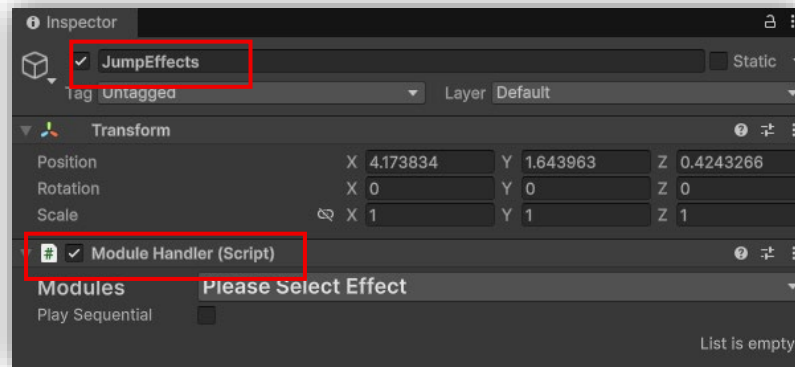 Inspector
JumpEffects Static
Tag Untagged Layer Default
Transform
Position X 4.173834 Y 1.643963 Z 0.4243266
Rotation X 0 Y 0 Z 0
Scale X 1 Y 1 Z 1
# Module Handler (Script)
Modules Please Select Effect
Play Sequential
List is empty